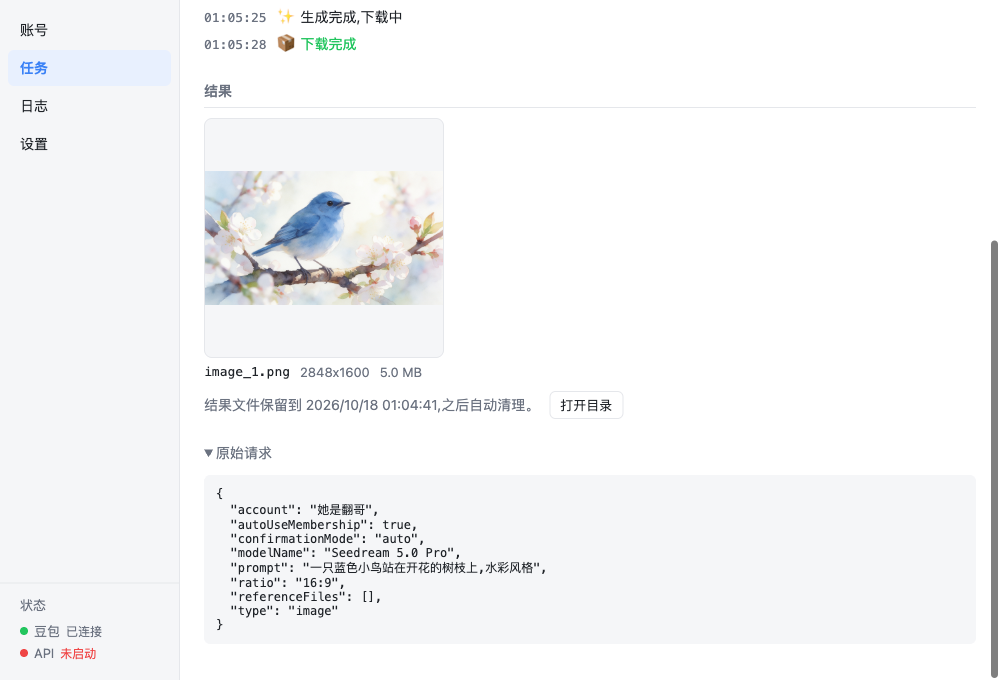 账号
任务
日志
设置
状态
豆包 已连接
API 未启动
01:05:25 ✨ 生成完成,下载中
01:05:28 📦 下载完成
结果
image_1.png 2848x1600 5.0 MB
结果文件保留到 2026/10/18 01:04:41,之后自动清理。 打开目录
▼原始请求
{
  "account": "她是翻哥",
  "autoUseMembership": true,
  "confirmationMode": "auto",
  "modelName": "Seedream 5.0 Pro",
  "prompt": "一只蓝色小鸟站在开花的树枝上,水彩风格",
  "ratio": "16:9",
  "referenceFiles": [],
  "type": "image"
}